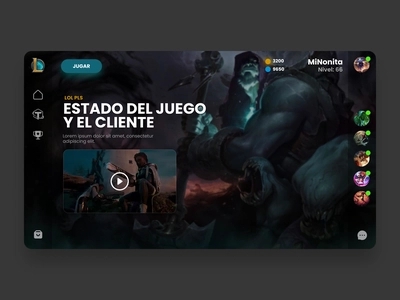 JUGAR
3200
9650
MiNonita
Nivel: 66
LOL PLS
ESTADO DEL JUEGO
Y EL CLIENTE
Lorem ipsum dolor sit amet, consectetur
adipiscing elit